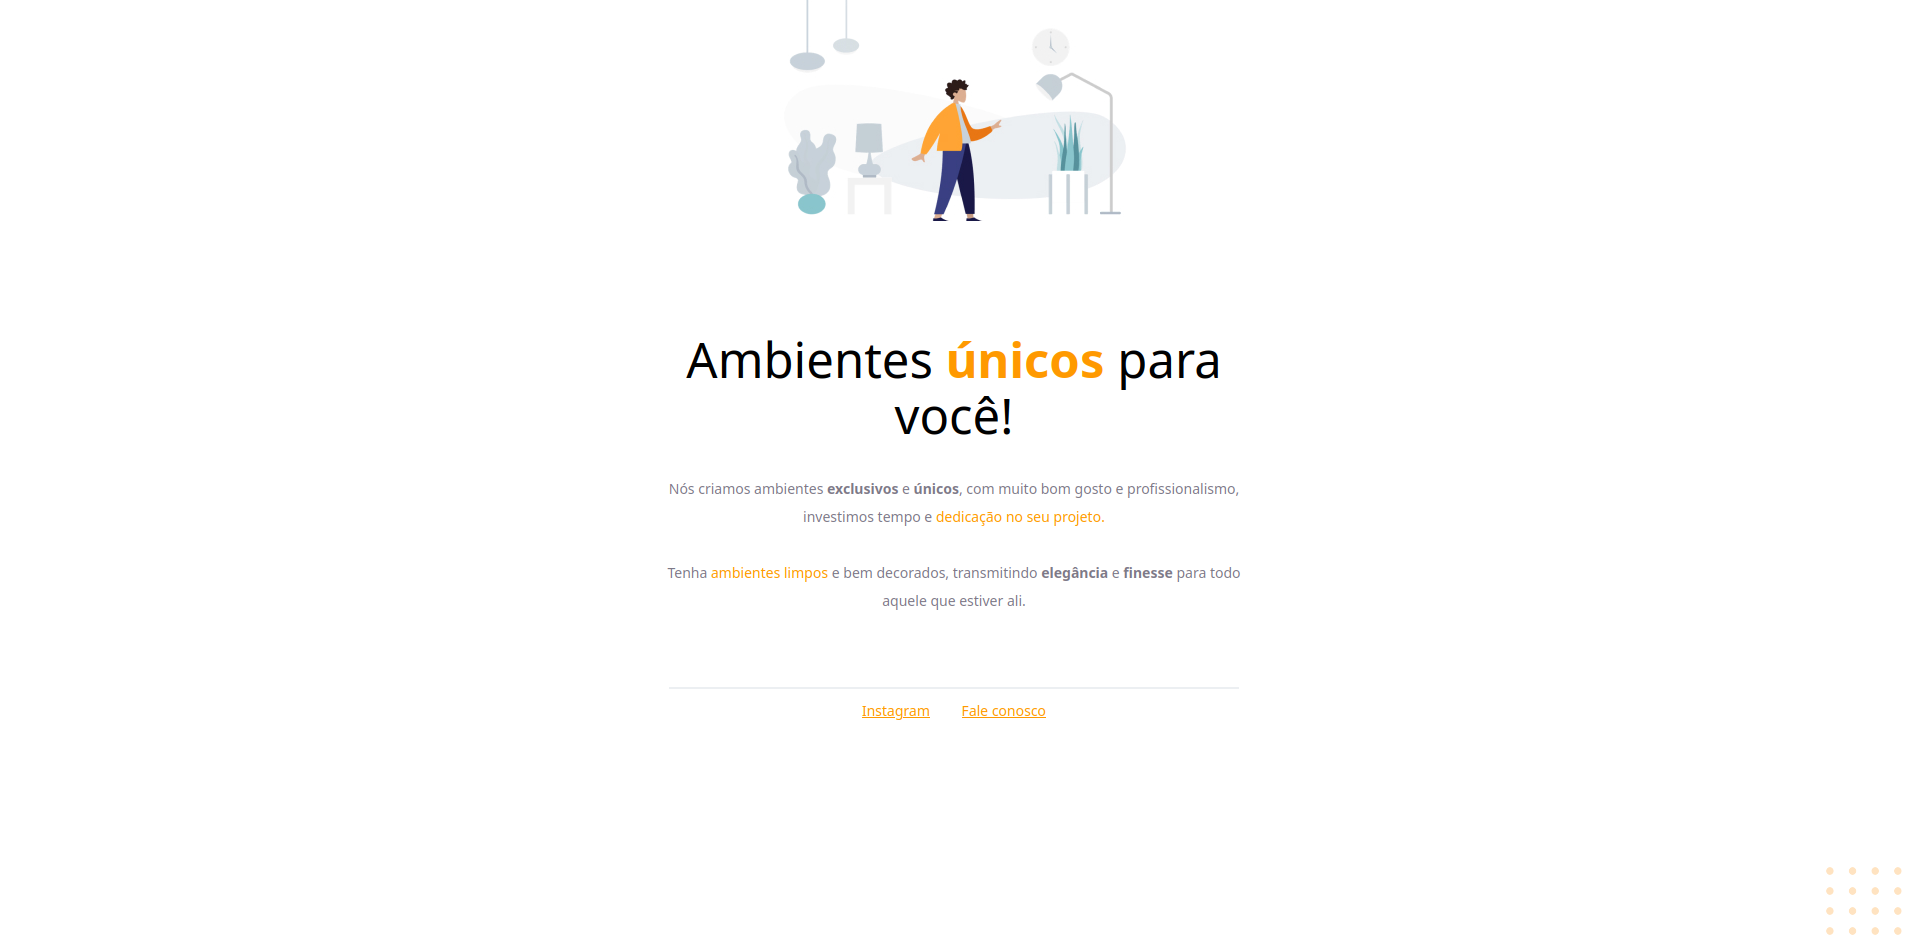 Ambientes únicos para
você!
Nós criamos ambientes exclusivos e únicos, com muito bom gosto e profissionalismo,
investimos tempo e dedicação no seu projeto.
Tenha ambientes limpos e bem decorados, transmitindo elegância e finesse para todo
aquele que estiver ali.
Instagram Fale conosco